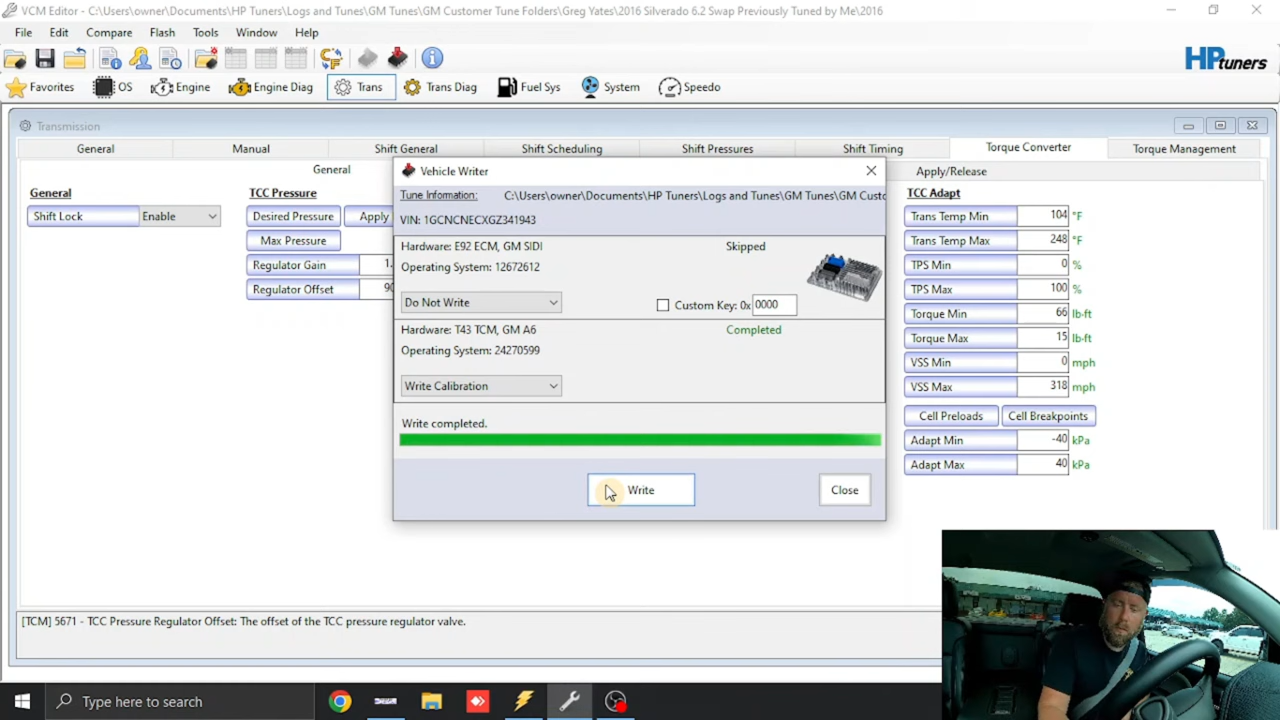 VCM Editor - C:\Users\owner\Documents\HP Tuners\Logs and Tunes\GM Tunes\GM Customer Tune Folders\Greg Yates\2016 Silverado 6.2 Swap Previously Tuned by Me\2016
File Edit Compare Flash Tools Window Help
HP tuners
Favorites OS Engine Engine Diag Trans Trans Diag Fuel Sys System Speedo
Transmission
General Manual Shift General Shift Scheduling Shift Pressures Shift Timing Torque Converter Torque Management
General Apply/Release
General
Shift Lock Enable
TCC Pressure
Desired Pressure Apply
Max Pressure
Regulator Gain 1.
Regulator Offset 90
Vehicle Writer
Tune Information: C:\Users\owner\Documents\HP Tuners\Logs and Tunes\GM Tunes\GM Custo
VIN: 1GCNCNECXGZ341943
Hardware: E92 ECM, GM SIDI Skipped
Operating System: 12672612
Do Not Write Custom Key: 0x 0000
Hardware: T43 TCM, GM A6 Completed
Operating System: 24270599
Write Calibration
Write completed.
Write Close
TCC Adapt
Trans Temp Min 104 °F
Trans Temp Max 248 °F
TPS Min 0 %
TPS Max 100 %
Torque Min 66 lb-ft
Torque Max 15 lb-ft
VSS Min 0 mph
VSS Max 318 mph
Cell Preloads Cell Breakpoints
Adapt Min -40 kPa
Adapt Max 40 kPa
[TCM] 5671 - TCC Pressure Regulator Offset: The offset of the TCC pressure regulator valve.
Type here to search